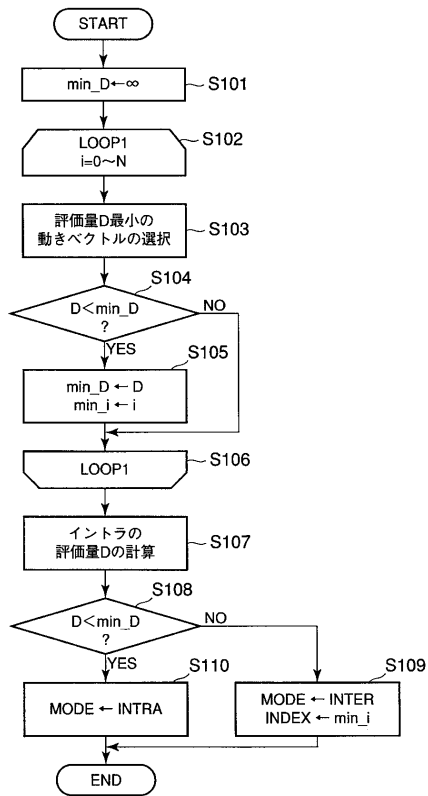 START
min_D←∞
S101
LOOP1
i=0～N
S102
評価量D最小の
動きベクトルの選択
S103
S104
D<min_D
?
NO
YES
S105
min_D ← D
min_i ← i
LOOP1
S106
イントラの
評価量Dの計算
S107
S108
D<min_D
?
NO
YES
S110
MODE ← INTRA
S109
MODE ← INTER
INDEX ← min_i
END